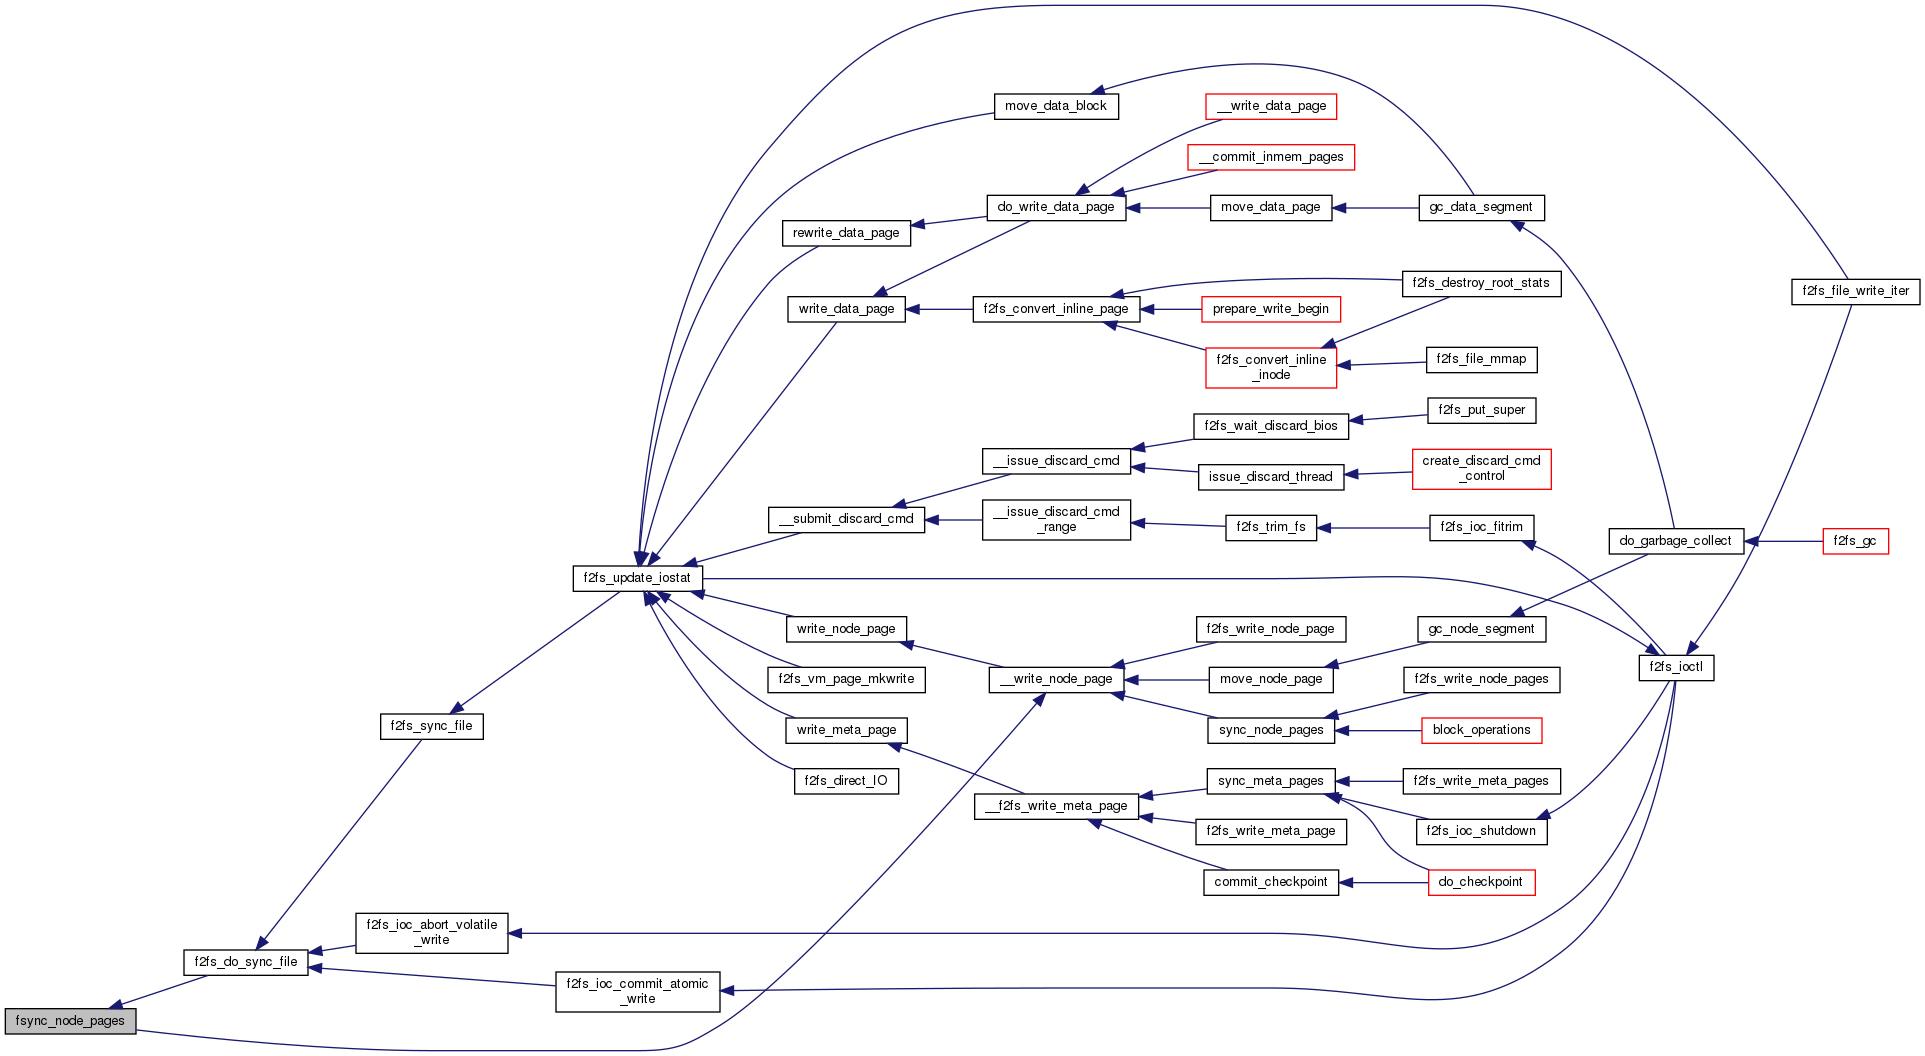 move_data_block
__write_data_page
__commit_inmem_pages
do_write_data_page
move_data_page
gc_data_segment
rewrite_data_page
f2fs_destroy_root_stats
f2fs_file_write_iter
write_data_page
f2fs_convert_inline_page
prepare_write_begin
f2fs_convert_inline
_inode
f2fs_file_mmap
f2fs_put_super
f2fs_wait_discard_bios
__issue_discard_cmd
issue_discard_thread
create_discard_cmd
_control
__submit_discard_cmd
__issue_discard_cmd
_range
f2fs_trim_fs
f2fs_ioc_fitrim
do_garbage_collect
f2fs_gc
f2fs_update_iostat
write_node_page
f2fs_write_node_page
gc_node_segment
f2fs_ioctl
f2fs_vm_page_mkwrite
__write_node_page
move_node_page
f2fs_write_node_pages
f2fs_sync_file
write_meta_page
sync_node_pages
block_operations
f2fs_direct_IO
sync_meta_pages
f2fs_write_meta_pages
__f2fs_write_meta_page
f2fs_write_meta_page
f2fs_ioc_shutdown
commit_checkpoint
do_checkpoint
f2fs_ioc_abort_volatile
_write
f2fs_do_sync_file
f2fs_ioc_commit_atomic
_write
fsync_node_pages